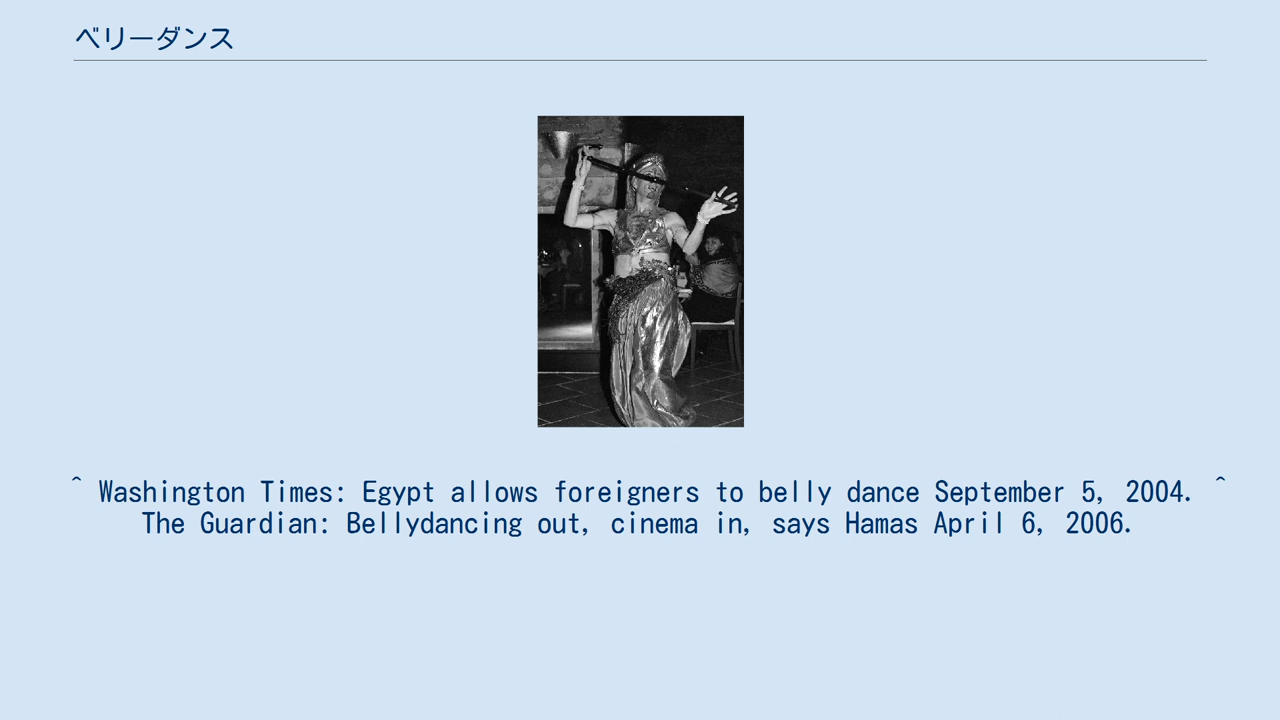 ベリーダンス
^ Washington Times: Egypt allows foreigners to belly dance September 5, 2004. ^
The Guardian: Bellydancing out, cinema in, says Hamas April 6, 2006.